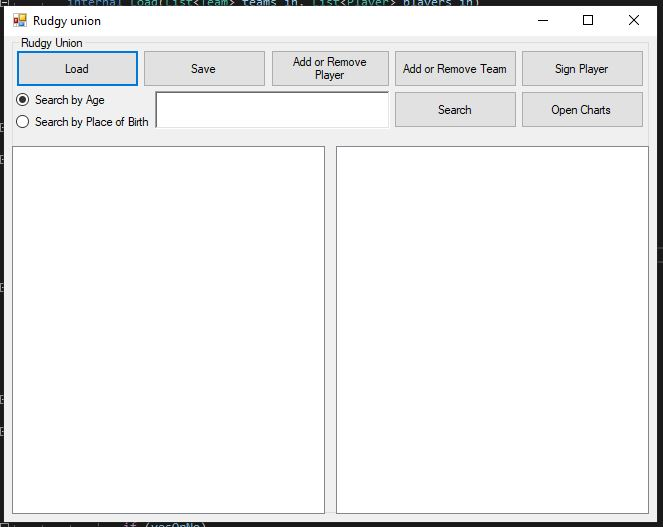 internal Load(List<Team> teams in, List<Player> players in)
Rudgy union
Rudgy Union
Load
Save
Add or Remove
Player
Add or Remove Team
Sign Player
Search by Age
Search by Place of Birth
Search
Open Charts
if (yesOrNo)